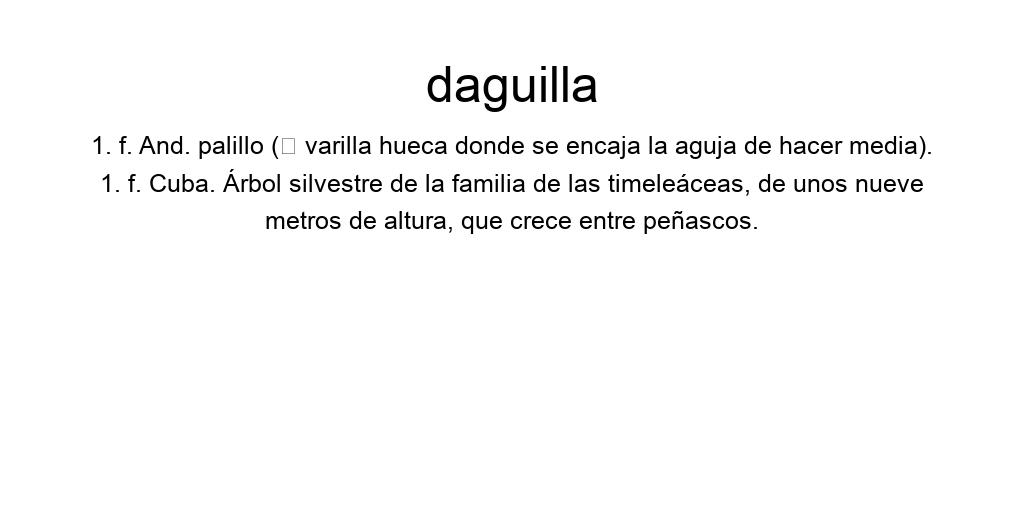 daguilla
1. f. And. palillo (▯ varilla hueca donde se encaja la aguja de hacer media).
1. f. Cuba. Árbol silvestre de la familia de las timeleáceas, de unos nueve
metros de altura, que crece entre peñascos.